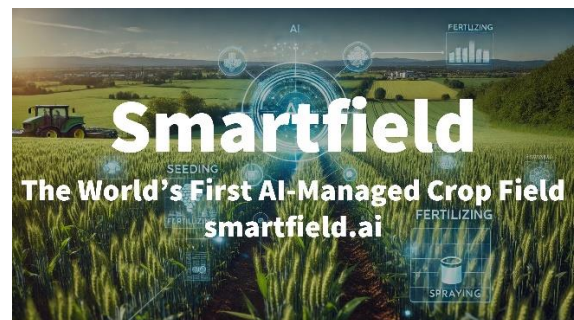 AI
FERTLIZING
Smartfield
SEEDING
The World's First AI-Managed Crop Field
FERTILIZING
smartfield.ai
SPRAYING